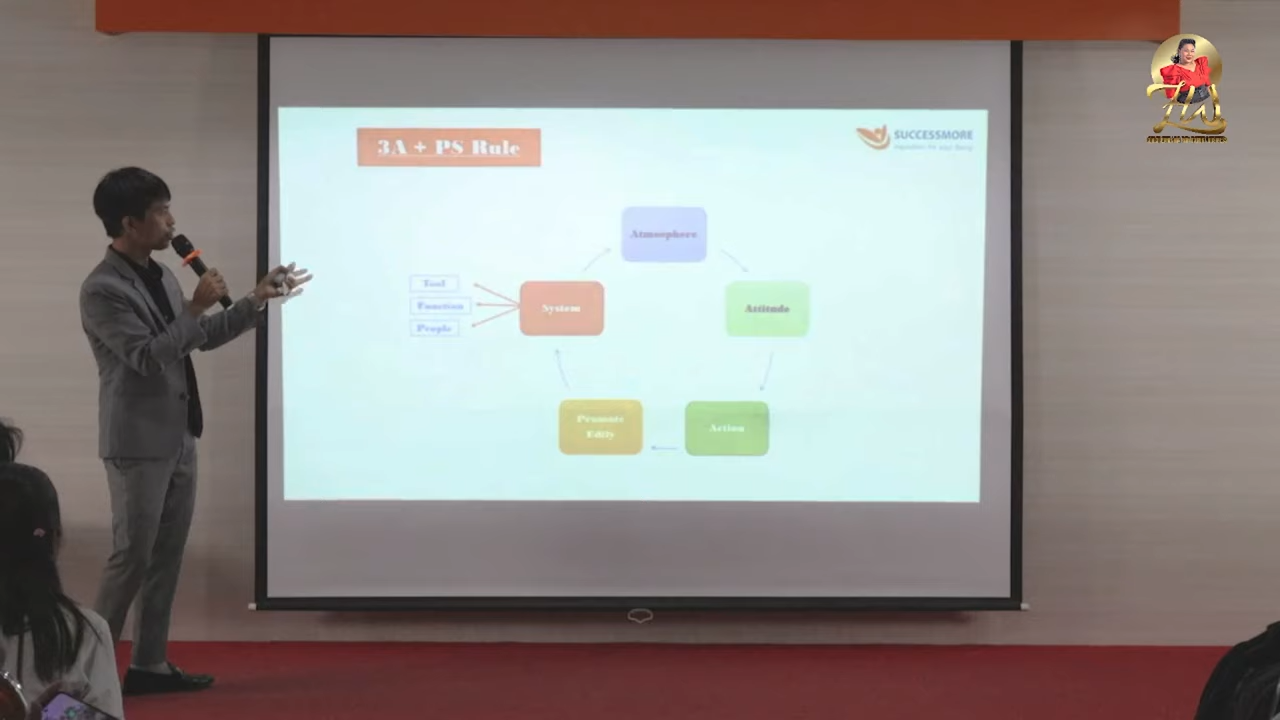 3A + PS Rule
SUCCESSMORE
Atmosphere
Tool
Function
People
System
Attitude
Promote
Edify
Action